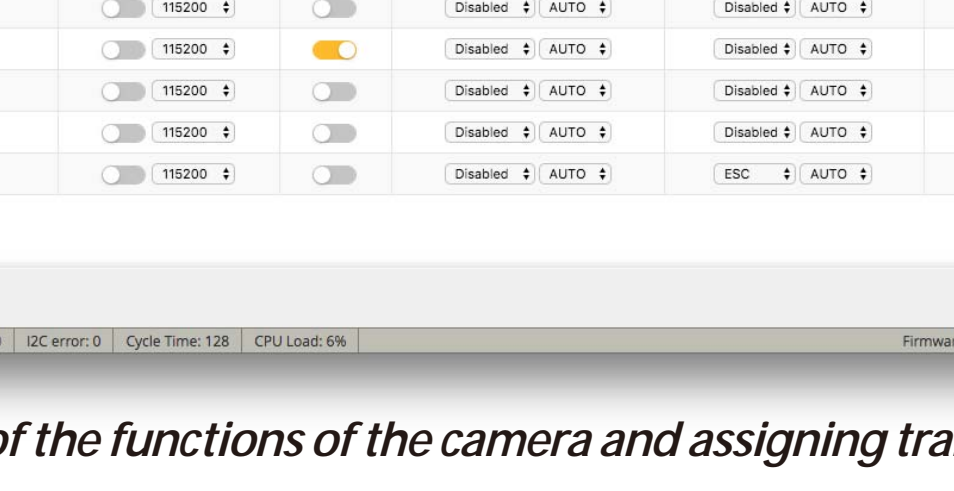 115200 Disabled AUTO Disabled AUTO
115200 Disabled AUTO Disabled AUTO
115200 Disabled AUTO Disabled AUTO
115200 Disabled AUTO Disabled AUTO
115200 Disabled AUTO ESC AUTO
I2C error: 0 Cycle Time: 128 CPU Load: 6%
of the functions of the camera and assigning